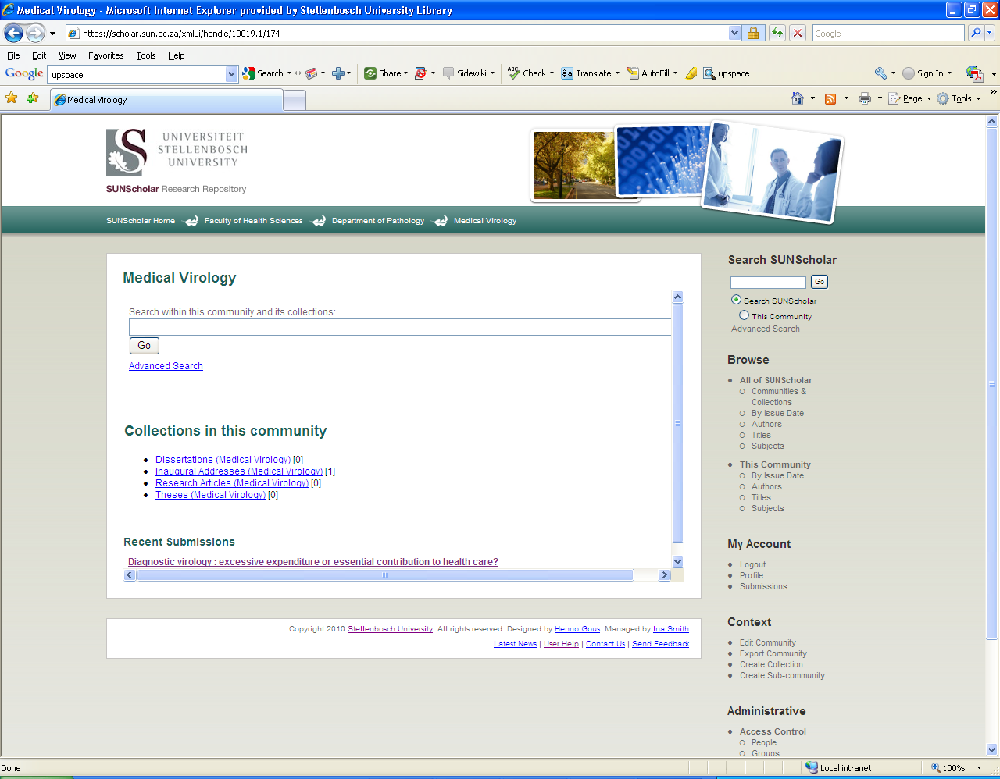 Medical Virology - Microsoft Internet Explorer provided by Stellenbosch University Library
https://scholar.sun.ac.za/xmlui/handle/10019.1/174
Google
File Edit View Favorites Tools Help
Google upspace Search Share Sidewiki ABC Check Translate AutoFill upspace Sign In
Medical Virology
Page Tools
UNIVERSITEIT
STELLENBOSCH
UNIVERSITY
SUNScholar Research Repository
SUNScholar Home Faculty of Health Sciences Department of Pathology Medical Virology
Medical Virology
Search within this community and its collections:
Go
Advanced Search
Collections in this community
Dissertations (Medical Virology) [0]
Inaugural Addresses (Medical Virology) [1]
Research Articles (Medical Virology) [0]
Theses (Medical Virology) [0]
Recent Submissions
Diagnostic virology : excessive expenditure or essential contribution to health care?
Copyright 2010 Stellenbosch University. All rights reserved. Designed by Henno Gous. Managed by Ina Smith
Latest News | User Help | Contact Us | Send Feedback
Search SUNScholar
Go
Search SUNScholar
This Community
Advanced Search
Browse
All of SUNScholar
Communities &
Collections
By Issue Date
Authors
Titles
Subjects
This Community
By Issue Date
Authors
Titles
Subjects
My Account
Logout
Profile
Submissions
Context
Edit Community
Export Community
Create Collection
Create Sub-community
Administrative
Access Control
People
Groups
Done
Local intranet
100%